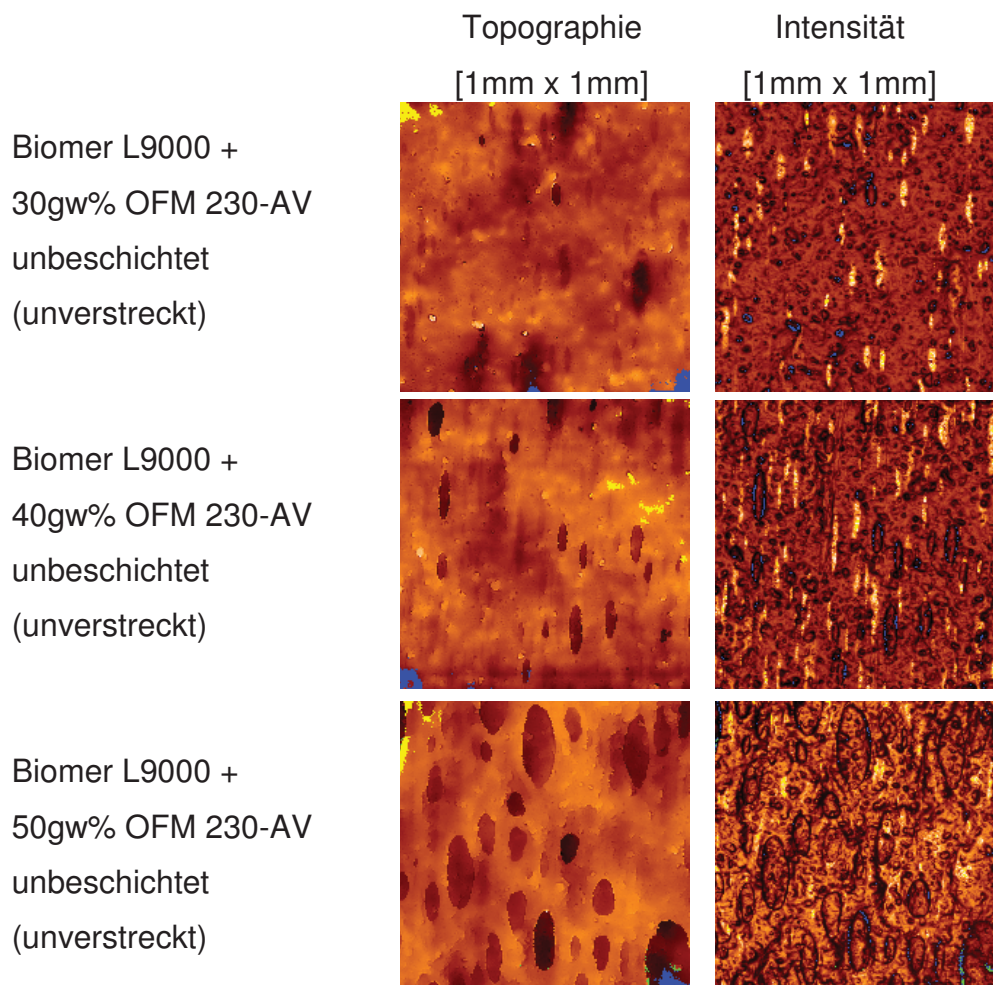 Topographie
Intensität
[1mm x 1mm]
[1mm x 1mm]
Biomer L9000 +
30gw% OFM 230-AV
unbeschichtet
(unverstreckt)
Biomer L9000 +
40gw% OFM 230-AV
unbeschichtet
(unverstreckt)
Biomer L9000 +
50gw% OFM 230-AV
unbeschichtet
(unverstreckt)